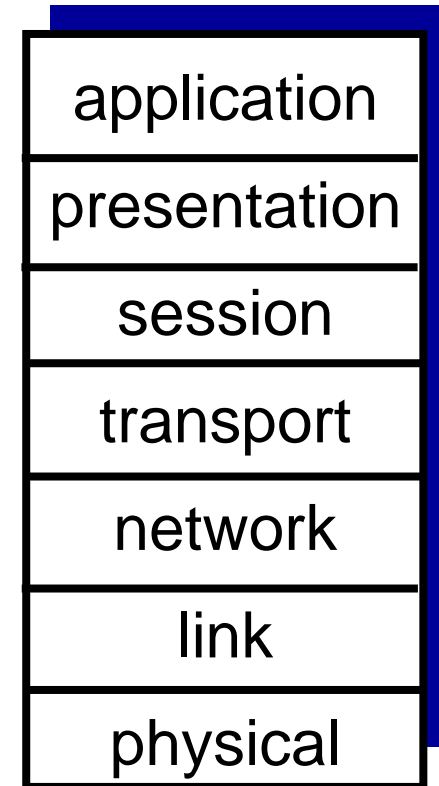 application
presentation
session
transport
network
link
physical